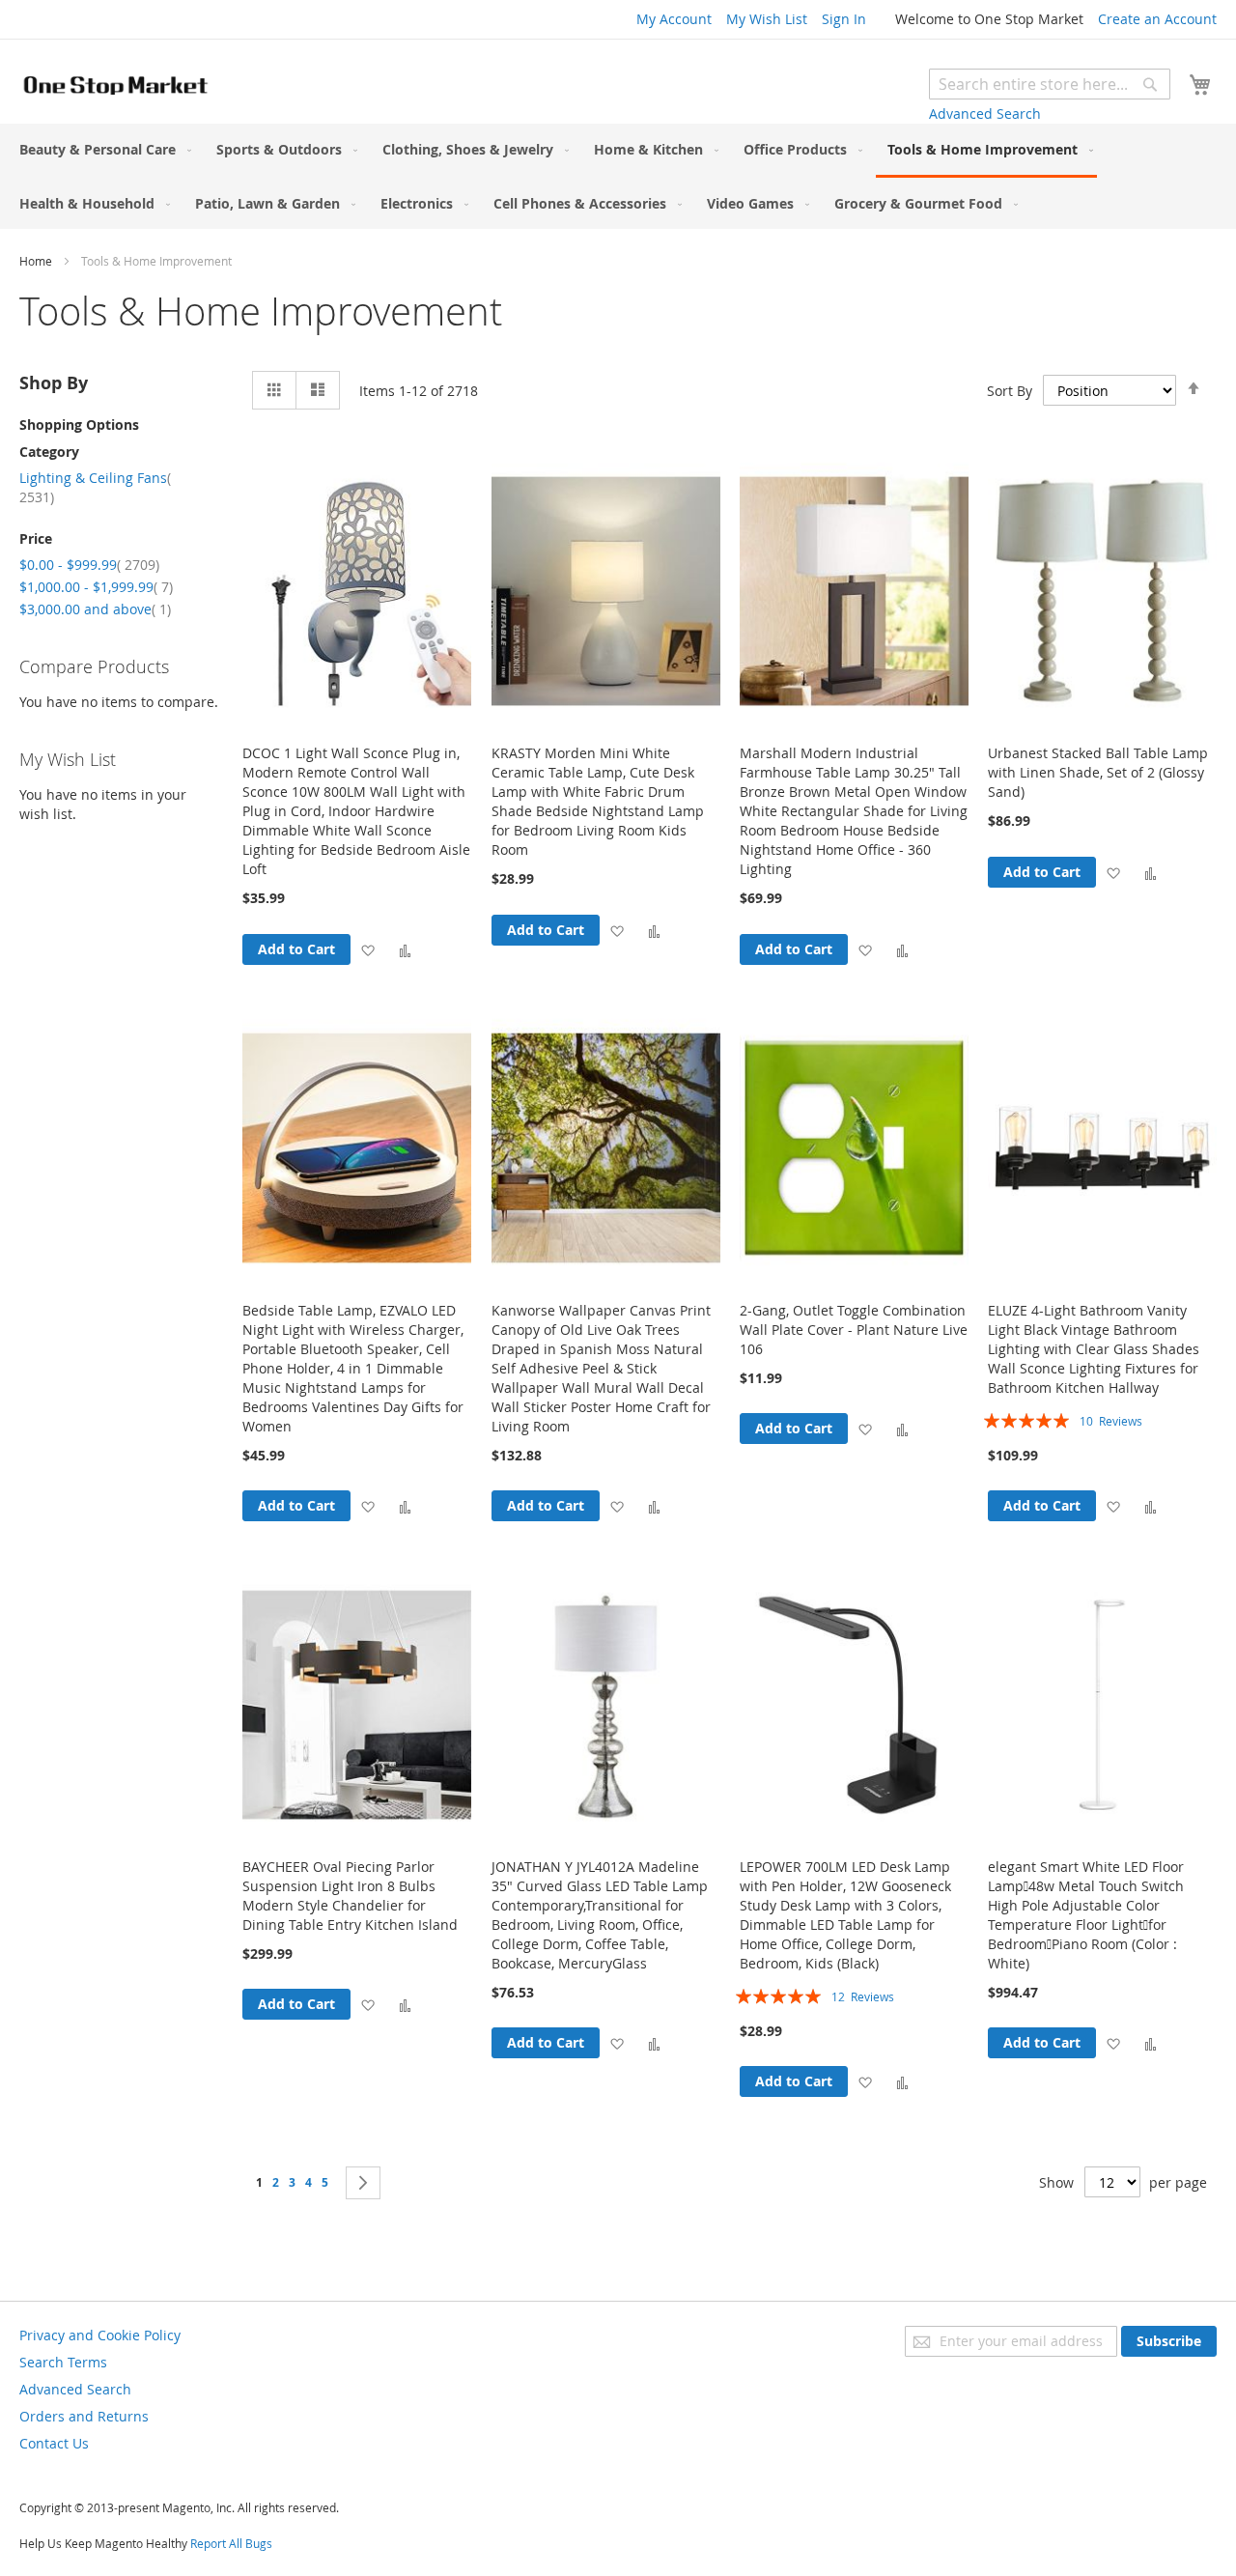 My Account My Wish List Sign In Welcome to One Stop Market Create an Account
One Stop Market
Search entire store here...
Advanced Search
Beauty & Personal Care Sports & Outdoors Clothing, Shoes & Jewelry Home & Kitchen Office Products Tools & Home Improvement
Health & Household Patio, Lawn & Garden Electronics Cell Phones & Accessories Video Games Grocery & Gourmet Food
Home Tools & Home Improvement
Tools & Home Improvement
Shop By
Shopping Options
Category
Lighting & Ceiling Fans(
2531)
Price
$0.00 - $999.99( 2709)
$1,000.00 - $1,999.99( 7)
$3,000.00 and above( 1)
Compare Products
You have no items to compare.
My Wish List
You have no items in your
wish list.
Items 1-12 of 2718
Sort By Position
DCOC 1 Light Wall Sconce Plug in,
Modern Remote Control Wall
Sconce 10W 800LM Wall Light with
Plug in Cord, Indoor Hardwire
Dimmable White Wall Sconce
Lighting for Bedside Bedroom Aisle
Loft
$35.99
Add to Cart
KRASTY Morden Mini White
Ceramic Table Lamp, Cute Desk
Lamp with White Fabric Drum
Shade Bedside Nightstand Lamp
for Bedroom Living Room Kids
Room
$28.99
Add to Cart
Marshall Modern Industrial
Farmhouse Table Lamp 30.25" Tall
Bronze Brown Metal Open Window
White Rectangular Shade for Living
Room Bedroom House Bedside
Nightstand Home Office - 360
Lighting
$69.99
Add to Cart
Urbanest Stacked Ball Table Lamp
with Linen Shade, Set of 2 (Glossy
Sand)
$86.99
Add to Cart
Bedside Table Lamp, EZVALO LED
Night Light with Wireless Charger,
Portable Bluetooth Speaker, Cell
Phone Holder, 4 in 1 Dimmable
Music Nightstand Lamps for
Bedrooms Valentines Day Gifts for
Women
$45.99
Add to Cart
Kanworse Wallpaper Canvas Print
Canopy of Old Live Oak Trees
Draped in Spanish Moss Natural
Self Adhesive Peel & Stick
Wallpaper Wall Mural Wall Decal
Wall Sticker Poster Home Craft for
Living Room
$132.88
Add to Cart
2-Gang, Outlet Toggle Combination
Wall Plate Cover - Plant Nature Live
106
$11.99
Add to Cart
ELUZE 4-Light Bathroom Vanity
Light Black Vintage Bathroom
Lighting with Clear Glass Shades
Wall Sconce Lighting Fixtures for
Bathroom Kitchen Hallway
10 Reviews
$109.99
Add to Cart
BAYCHEER Oval Piecing Parlor
Suspension Light Iron 8 Bulbs
Modern Style Chandelier for
Dining Table Entry Kitchen Island
$299.99
Add to Cart
JONATHAN Y JYL4012A Madeline
35" Curved Glass LED Table Lamp
Contemporary,Transitional for
Bedroom, Living Room, Office,
College Dorm, Coffee Table,
Bookcase, MercuryGlass
$76.53
Add to Cart
LEPOWER 700LM LED Desk Lamp
with Pen Holder, 12W Gooseneck
Study Desk Lamp with 3 Colors,
Dimmable LED Table Lamp for
Home Office, College Dorm,
Bedroom, Kids (Black)
12 Reviews
$28.99
Add to Cart
elegant Smart White LED Floor
Lamp 48w Metal Touch Switch
High Pole Adjustable Color
Temperature Floor Light for
Bedroom Piano Room (Color :
White)
$994.47
Add to Cart
1 2 3 4 5
Show 12 per page
Privacy and Cookie Policy
Search Terms
Advanced Search
Orders and Returns
Contact Us
Enter your email address
Subscribe
Copyright © 2013-present Magento, Inc. All rights reserved.
Help Us Keep Magento Healthy Report All Bugs